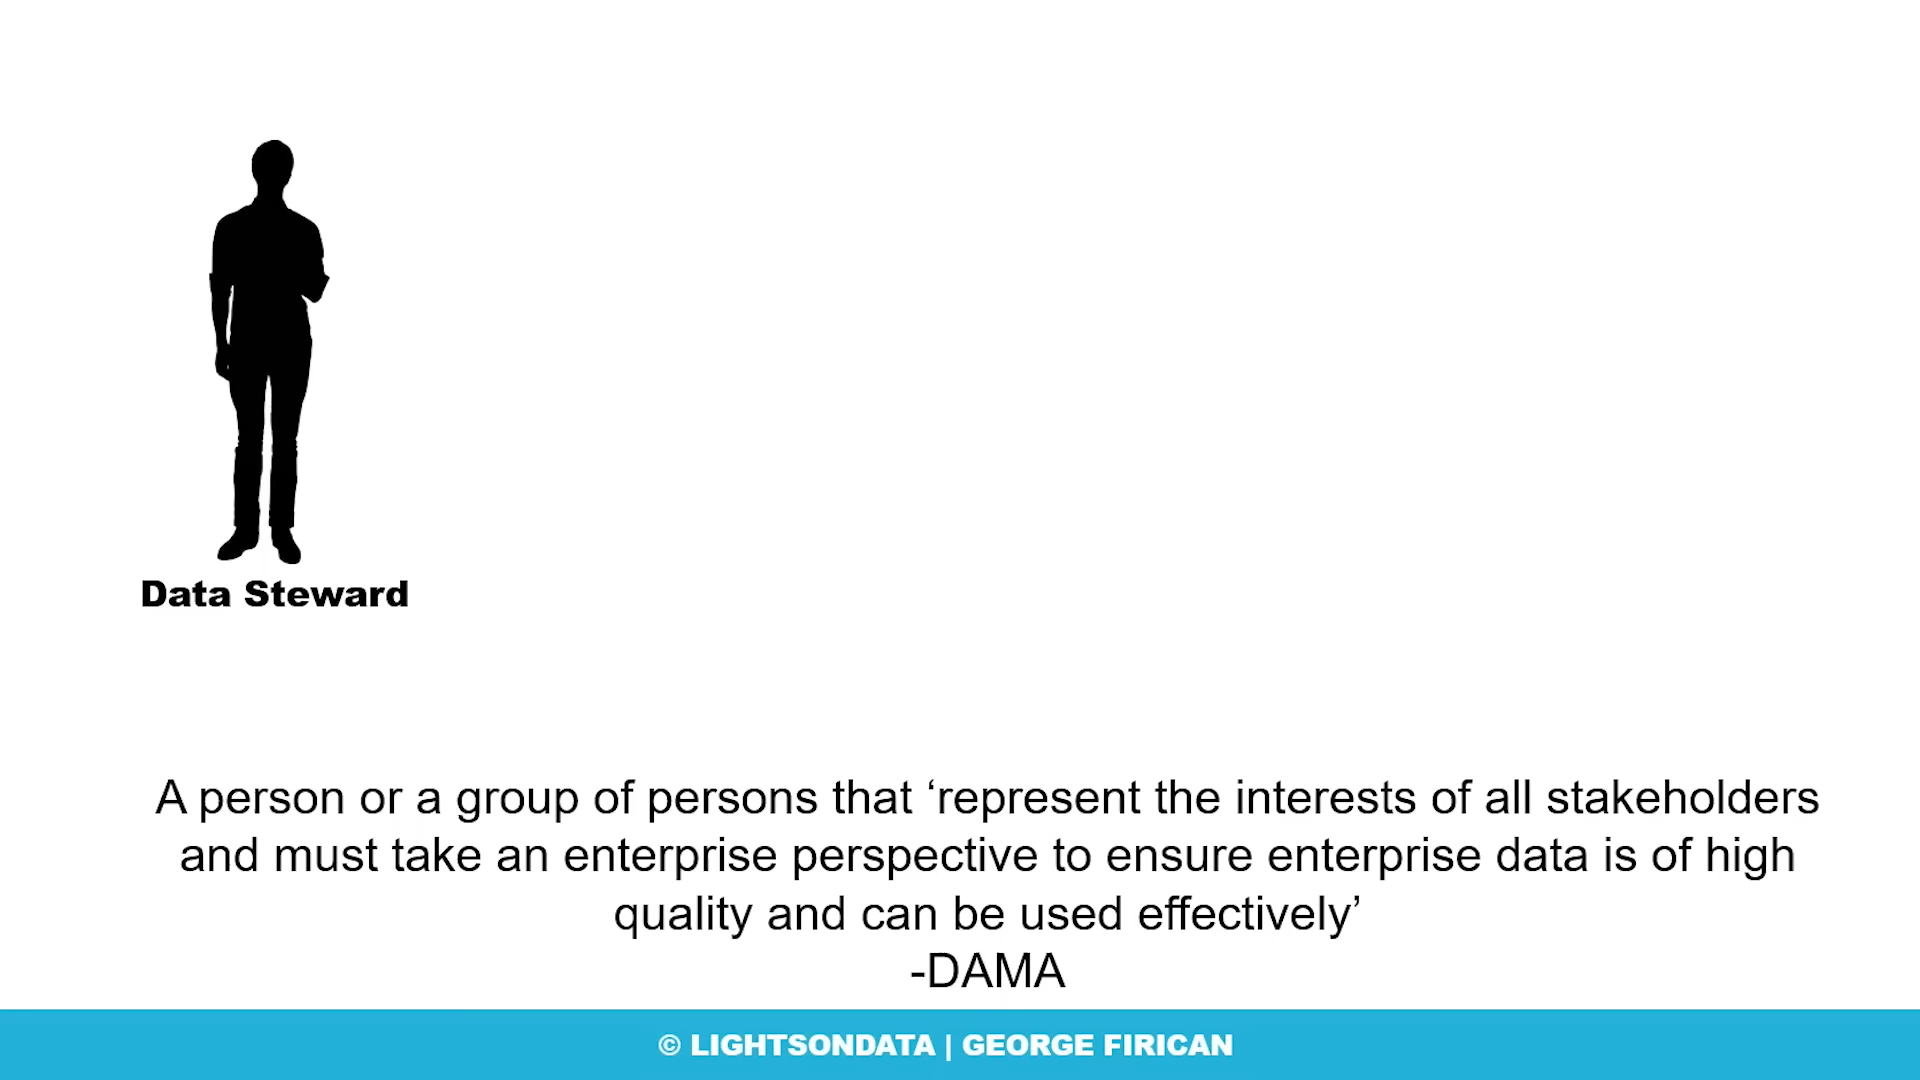 Data Steward
A person or a group of persons that ‘represent the interests of all stakeholders
and must take an enterprise perspective to ensure enterprise data is of high
quality and can be used effectively’
-DAMA
© LIGHTSONDATA | GEORGE FIRICAN